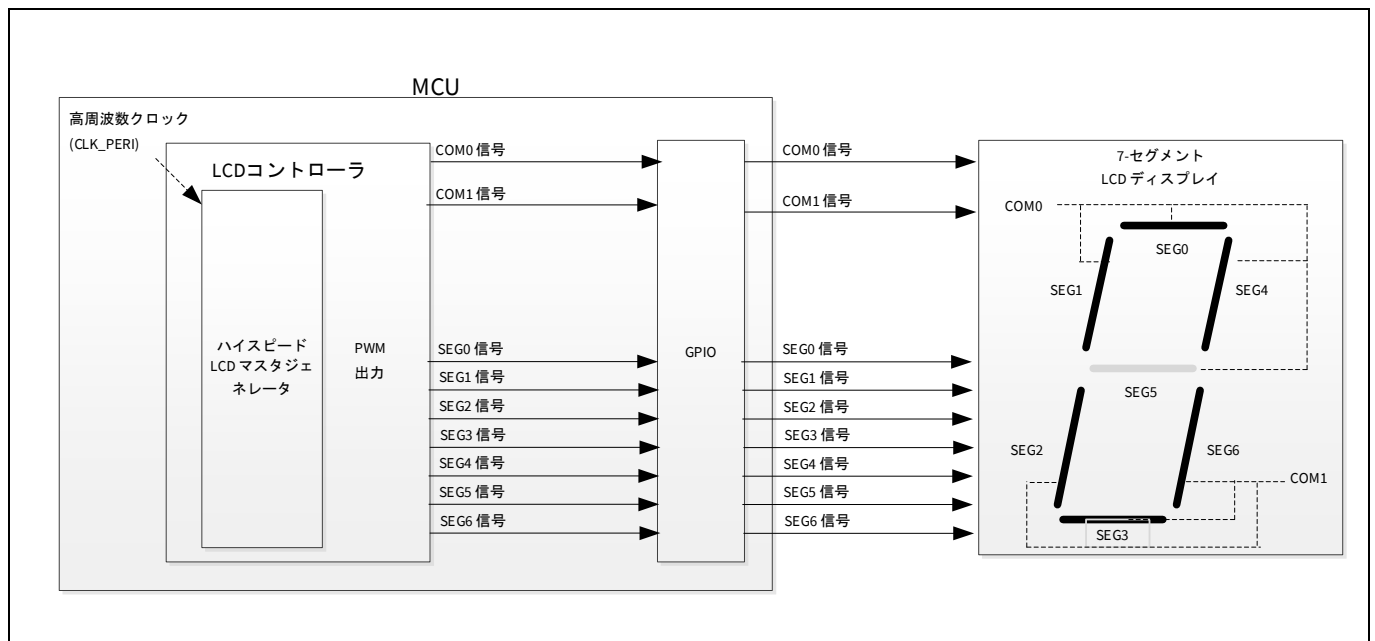 MCU
高周波数クロック
(CLK_PERI)
LCDコントローラ
ハイスピード
LCD マスタジェ
ネレータ
PWM
出力
COM0 信号
COM1 信号
SEG0 信号
SEG1 信号
SEG2 信号
SEG3 信号
SEG4 信号
SEG5 信号
SEG6 信号
GPIO
COM0 信号
COM1 信号
SEG0 信号
SEG1 信号
SEG2 信号
SEG3 信号
SEG4 信号
SEG5 信号
SEG6 信号
7-セグメント
LCD ディスプレイ
COM0
SEG0
SEG1
SEG4
SEG5
SEG2
SEG6
COM1
SEG3